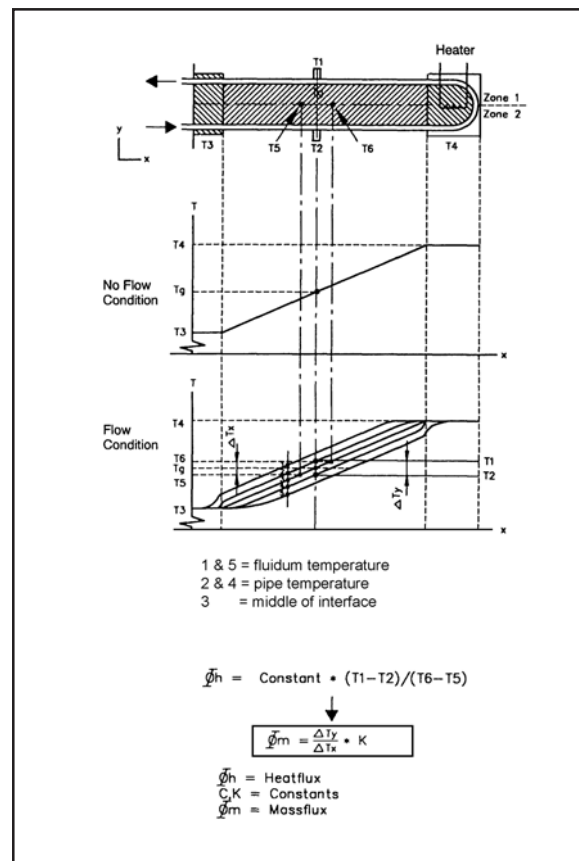 Heater
T1
Zone 1
Zone 2
y
x
T3
T5
T2
T6
T4
T
T4
No Flow
Condition
Tg
T3
x
T
Flow
Condition
T4
ΔTx
T6
Tg
T5
T1
T2
ΔTy
T3
x
1 & 5 = fluidum temperature
2 & 4 = pipe temperature
3 = middle of interface
Φh = Constant * (T1-T2)/(T6-T5)
Φm = ΔTy/ΔTx * K
Φh = Heatflux
C,K = Constants
Φm = Massflux